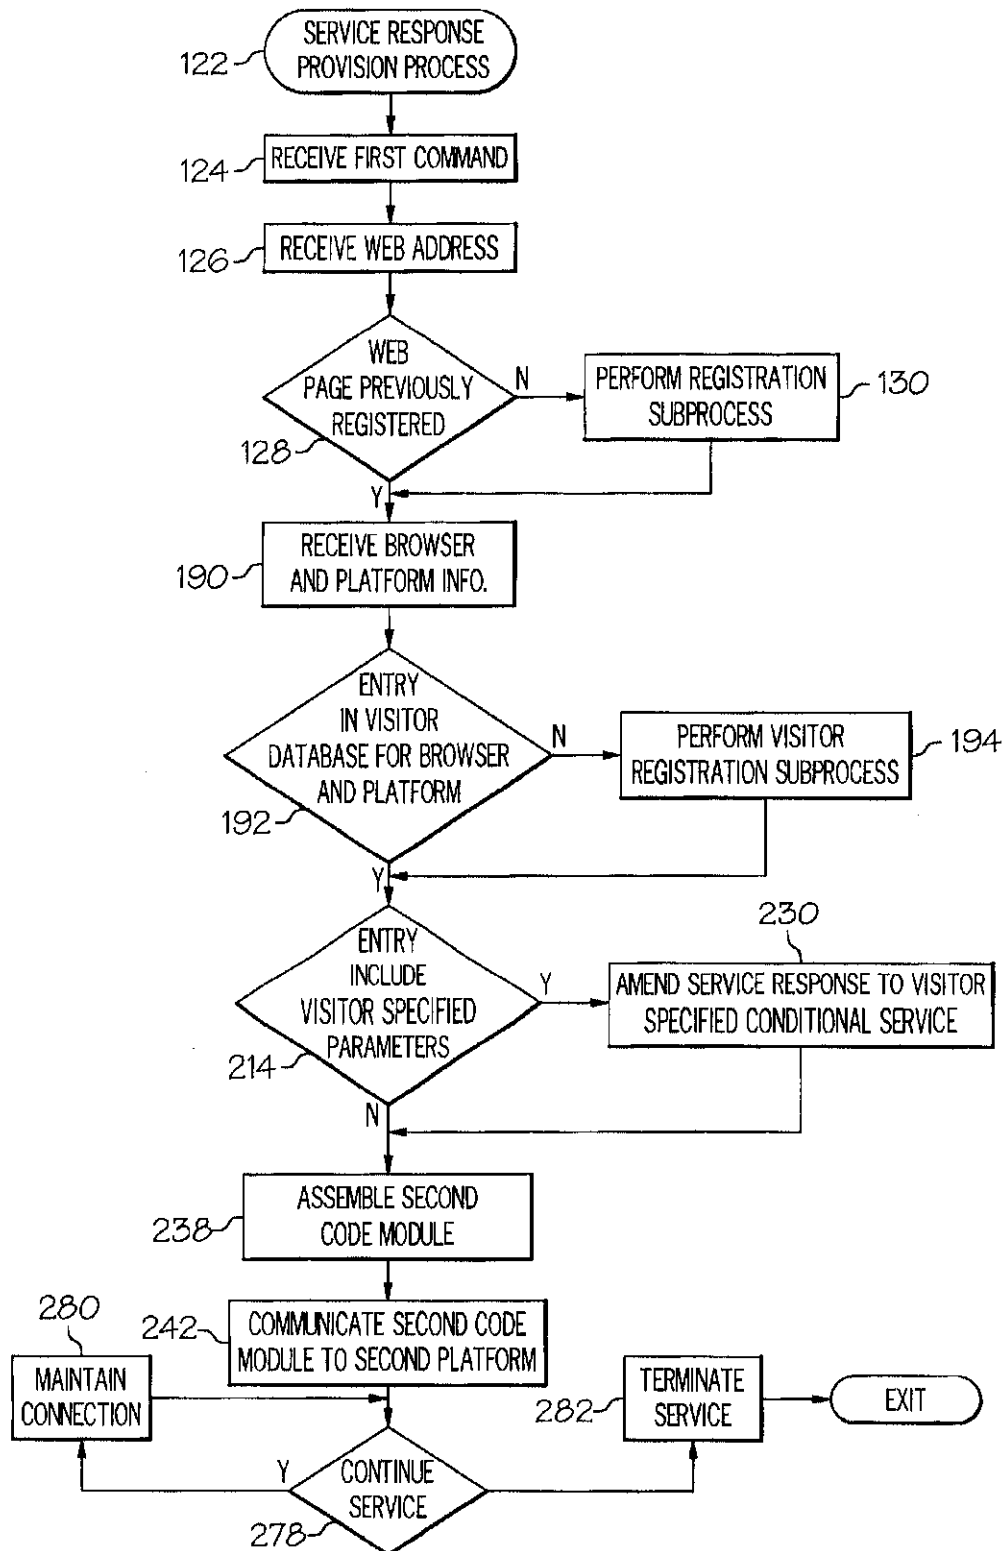 SERVICE RESPONSE
PROVISION PROCESS
122
RECEIVE FIRST COMMAND
124
RECEIVE WEB ADDRESS
126
WEB
PAGE PREVIOUSLY
REGISTERED
128
N
PERFORM REGISTRATION
SUBPROCESS
130
Y
RECEIVE BROWSER
AND PLATFORM INFO.
190
ENTRY
IN VISITOR
DATABASE FOR BROWSER
AND PLATFORM
192
N
PERFORM VISITOR
REGISTRATION SUBPROCESS
194
Y
ENTRY
INCLUDE
VISITOR SPECIFIED
PARAMETERS
214
Y
230
AMEND SERVICE RESPONSE TO VISITOR
SPECIFIED CONDITIONAL SERVICE
N
ASSEMBLE SECOND
CODE MODULE
238
COMMUNICATE SECOND CODE
MODULE TO SECOND PLATFORM
242
280
MAINTAIN
CONNECTION
Y
CONTINUE
SERVICE
278
TERMINATE
SERVICE
282
EXIT